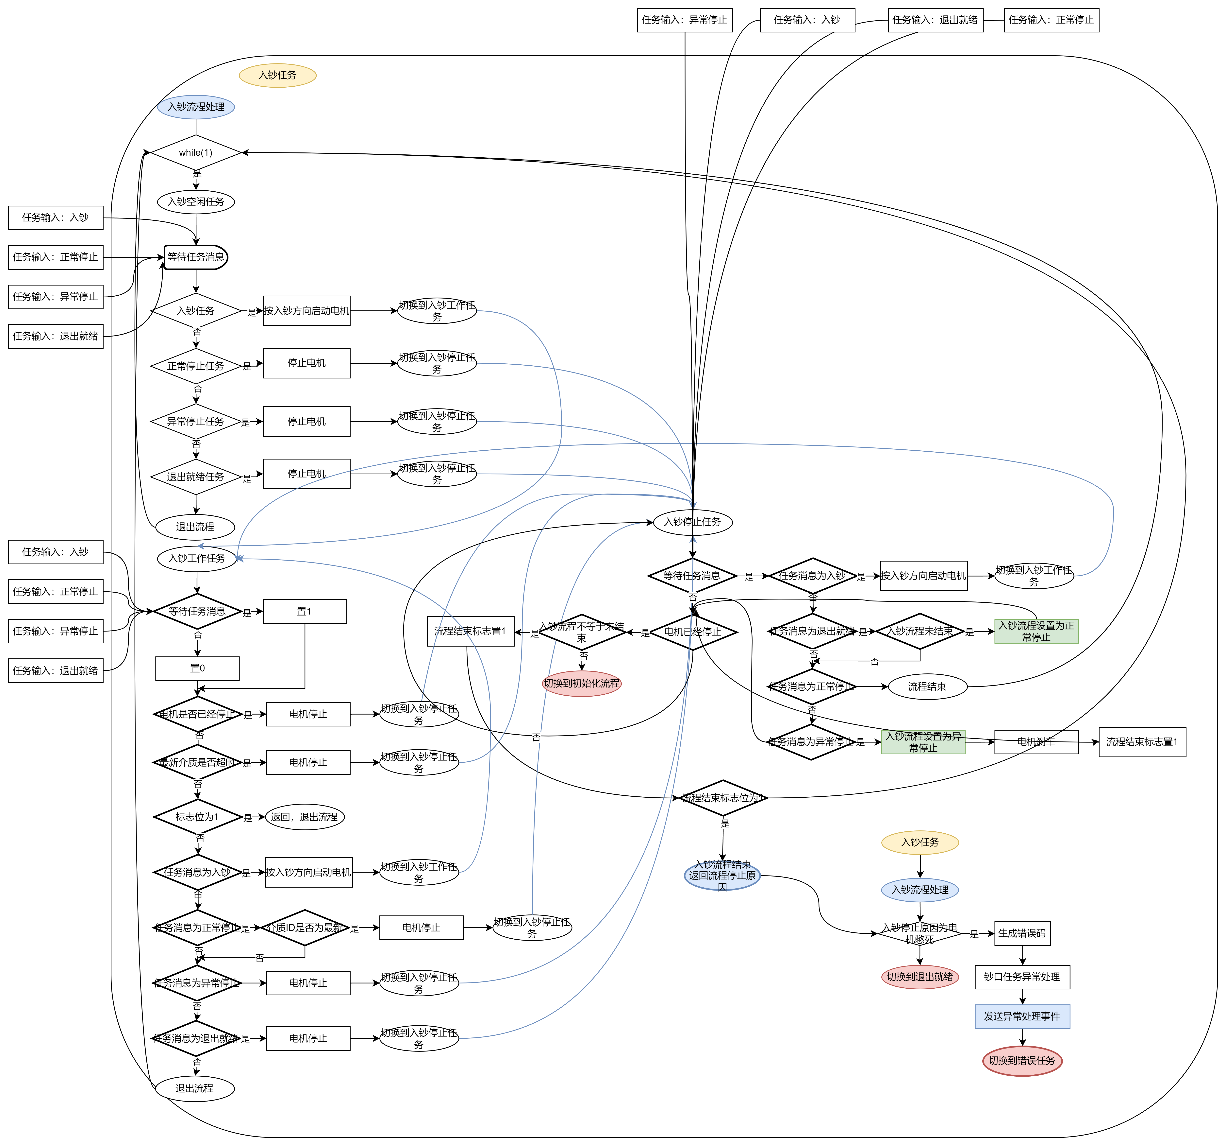 任务输入：异常停止
任务输入：入钞
任务输入：退出就绪
任务输入：正常停止
入钞任务
入钞流程处理
while(1)
是
入钞空闲任务
任务输入：入钞
任务输入：正常停止
任务输入：异常停止
任务输入：退出就绪
等待任务消息
入钞任务
是
按入钞方向启动电机
切换到入钞工作任
务
否
正常停止任务
是
停止电机
切换到入钞停止任
务
否
异常停止任务
是
停止电机
切换到入钞停止任
务
否
退出就绪任务
是
停止电机
切换到入钞停止任
务
退出流程
入钞工作任务
任务输入：入钞
任务输入：正常停止
任务输入：异常停止
任务输入：退出就绪
等待任务消息
是
置1
否
置0
电机是否已经停止
是
电机停止
切换到入钞停止任
务
否
最新介质是否超时
是
电机停止
切换到入钞停止任
务
否
标志位为1
是
返回，退出流程
否
任务消息为入钞
是
按入钞方向启动电机
切换到入钞工作任
务
否
任务消息为正常停止
是
介质ID是否为最新
是
电机停止
切换到入钞停止任
务
否
否
任务消息为异常停止
是
电机停止
切换到入钞停止任
务
否
任务消息为退出就绪
是
电机停止
切换到入钞停止任
务
否
退出流程
入钞停止任务
等待任务消息
是
任务消息为入钞
是
按入钞方向启动电机
切换到入钞工作任
务
否
否
电机已经停止
是
入钞流程不等于未结
束
是
流程结束标志置1
否
切换到初始化流程
否
任务消息为退出就绪
入钞流程未结束
是
入钞流程设置为正
常停止
否
任务消息为正常停止
流程结束
否
任务消息为异常停止
是
入钞流程设置为异
常停止
电机刹车
流程结束标志置1
流程结束标志位为1
是
入钞流程结束
返回流程停止原
因
入钞任务
入钞流程处理
入钞停止原因为电
机憋死
是
生成错误码
切换到退出就绪
钞口任务异常处理
发送异常处理事件
切换到错误任务